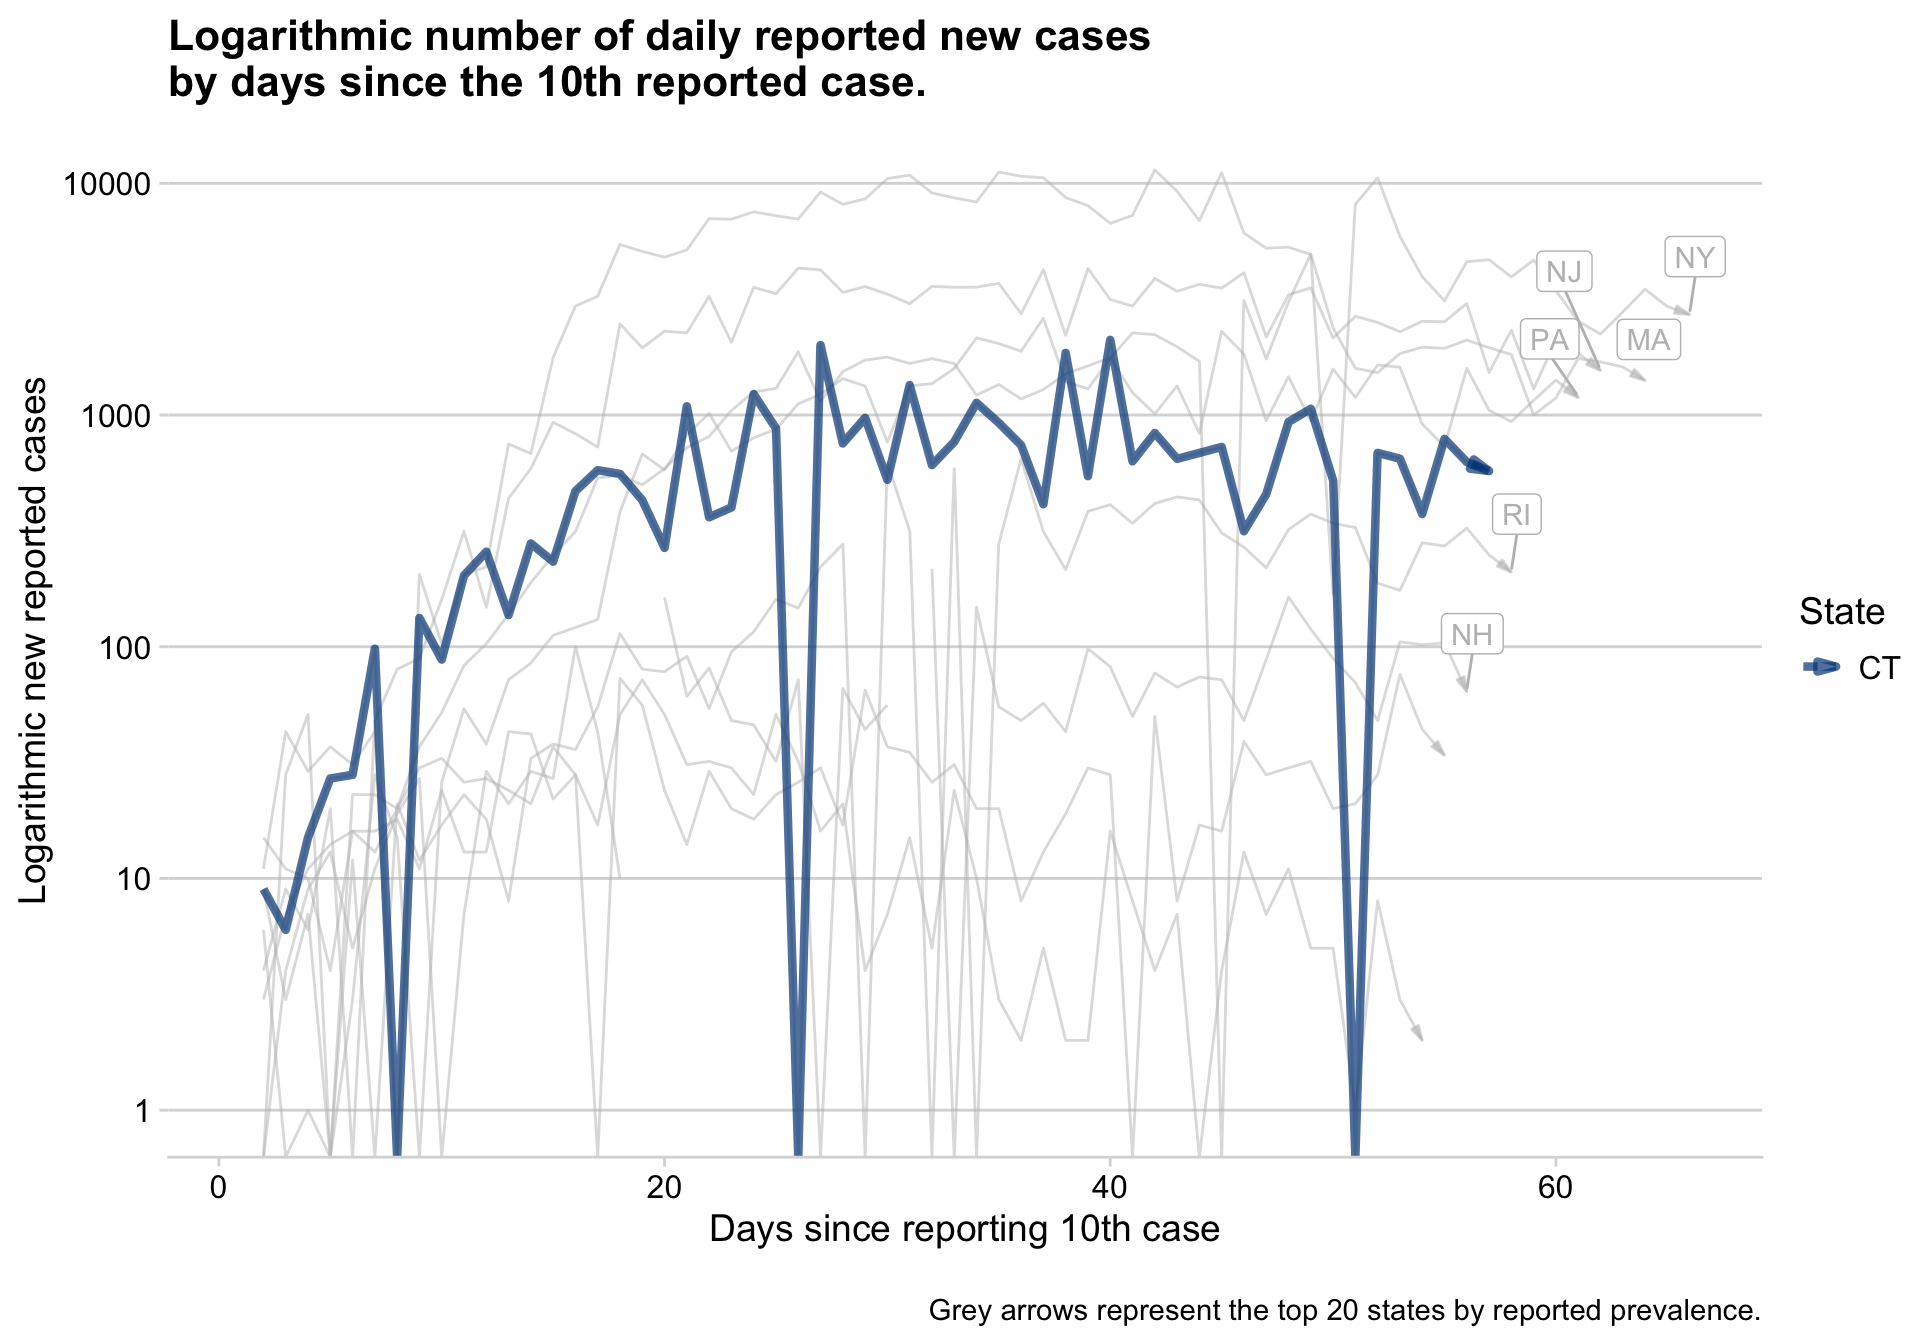 Logarithmic number of daily reported new cases
by days since the 10th reported case.
Logarithmic new reported cases
10000
1000
100
10
1
NY
NJ
PA
MA
RI
NH
State
CT
0
20
40
60
Days since reporting 10th case
Grey arrows represent the top 20 states by reported prevalence.